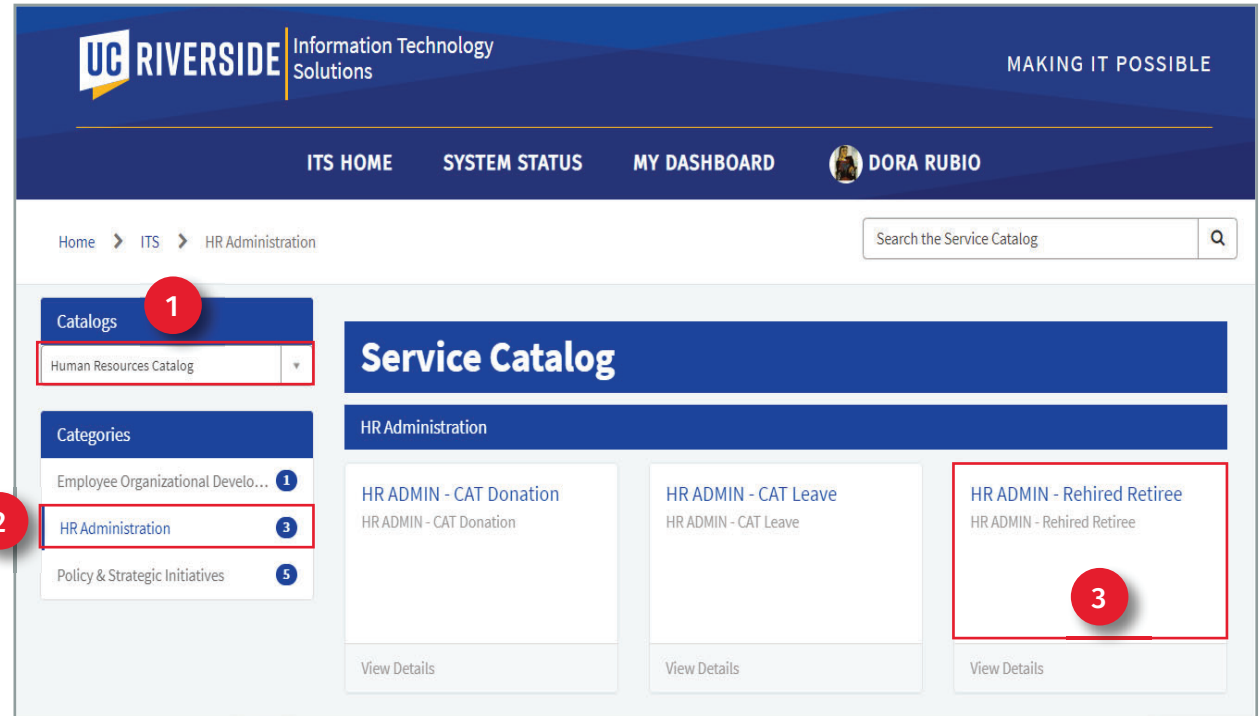 UC RIVERSIDE Information Technology
Solutions
MAKING IT POSSIBLE
ITS HOME SYSTEM STATUS MY DASHBOARD DORA RUBIO
Home > ITS > HR Administration
Search the Service Catalog
1
Catalogs
Human Resources Catalog
Categories
Employee Organizational Develo... 1
2
HR Administration 3
Policy & Strategic Initiatives 5
Service Catalog
HR Administration
HR ADMIN - CAT Donation
HR ADMIN - CAT Donation
View Details
HR ADMIN - CAT Leave
HR ADMIN - CAT Leave
View Details
HR ADMIN - Rehired Retiree
HR ADMIN - Rehired Retiree
3
View Details